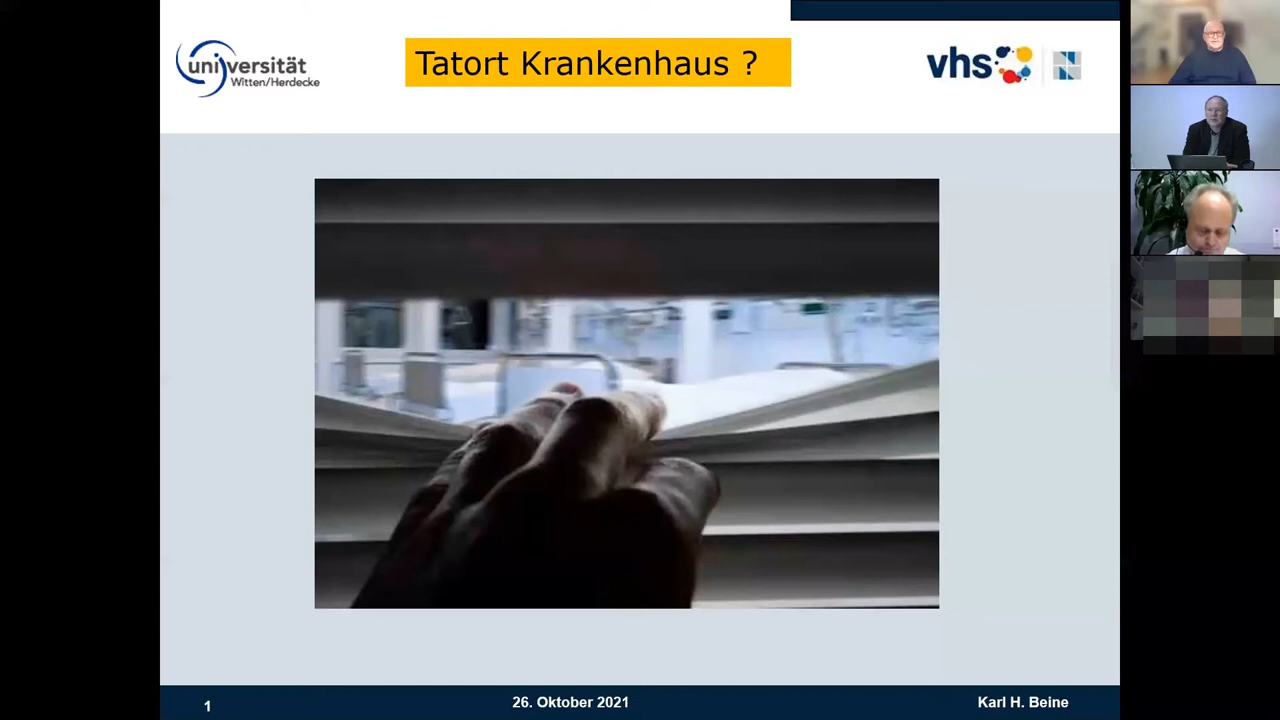 universität
Witten/Herdecke
Tatort Krankenhaus ?
vhs
1
26. Oktober 2021
Karl H. Beine